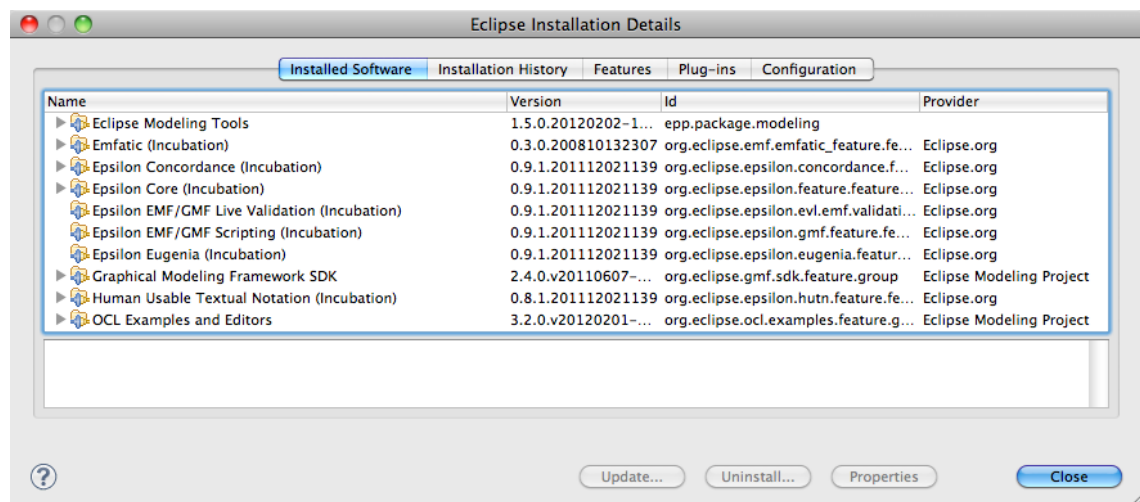 Eclipse Installation Details
Installed Software Installation History Features Plug-ins Configuration
Name Version Id Provider
Eclipse Modeling Tools 1.5.0.20120202-1... epp.package.modeling
Emfatic (Incubation) 0.3.0.200810132307 org.eclipse.emf.emfatic_feature.fe... Eclipse.org
Epsilon Concordance (Incubation) 0.9.1.201112021139 org.eclipse.epsilon.concordance.f... Eclipse.org
Epsilon Core (Incubation) 0.9.1.201112021139 org.eclipse.epsilon.feature.feature... Eclipse.org
Epsilon EMF/GMF Live Validation (Incubation) 0.9.1.201112021139 org.eclipse.epsilon.evl.emf.validati... Eclipse.org
Epsilon EMF/GMF Scripting (Incubation) 0.9.1.201112021139 org.eclipse.epsilon.gmf.feature.fe... Eclipse.org
Epsilon Eugenia (Incubation) 0.9.1.201112021139 org.eclipse.epsilon.eugenia.featur... Eclipse.org
Graphical Modeling Framework SDK 2.4.0.v20110607-... org.eclipse.gmf.sdk.feature.group Eclipse Modeling Project
Human Usable Textual Notation (Incubation) 0.8.1.201112021139 org.eclipse.epsilon.hutn.feature.fe... Eclipse.org
OCL Examples and Editors 3.2.0.v20120201-... org.eclipse.ocl.examples.feature.g... Eclipse Modeling Project
? Update... Uninstall... Properties Close